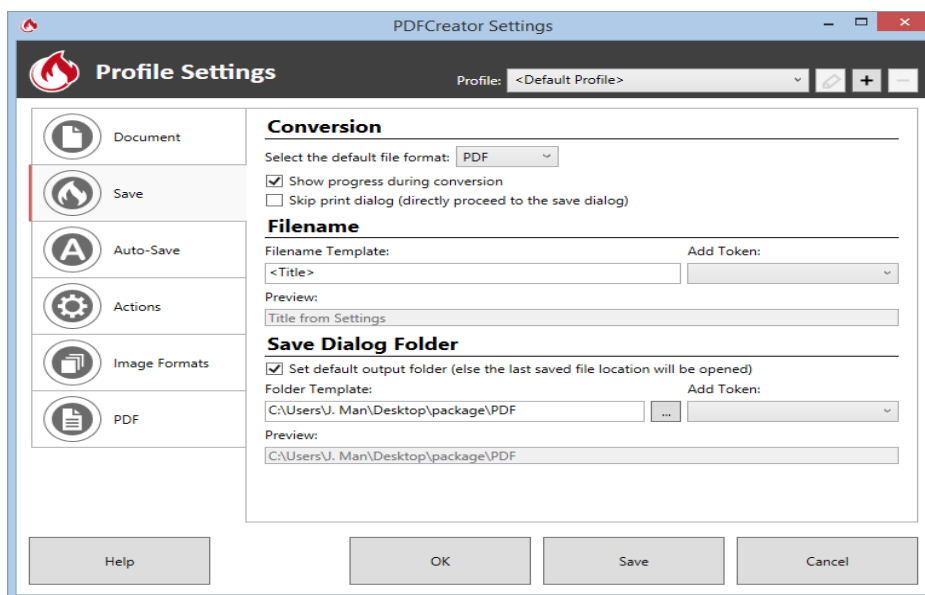 PDFCreator Settings
Profile Settings
Profile: <Default Profile>
Document
Save
Auto-Save
Actions
Image Formats
PDF
Conversion
Select the default file format: PDF
Show progress during conversion
Skip print dialog (directly proceed to the save dialog)
Filename
Filename Template: Add Token:
<Title>
Preview:
Title from Settings
Save Dialog Folder
Set default output folder (else the last saved file location will be opened)
Folder Template: Add Token:
C:\Users\J. Man\Desktop\package\PDF ...
Preview:
C:\Users\J. Man\Desktop\package\PDF
Help OK Save Cancel